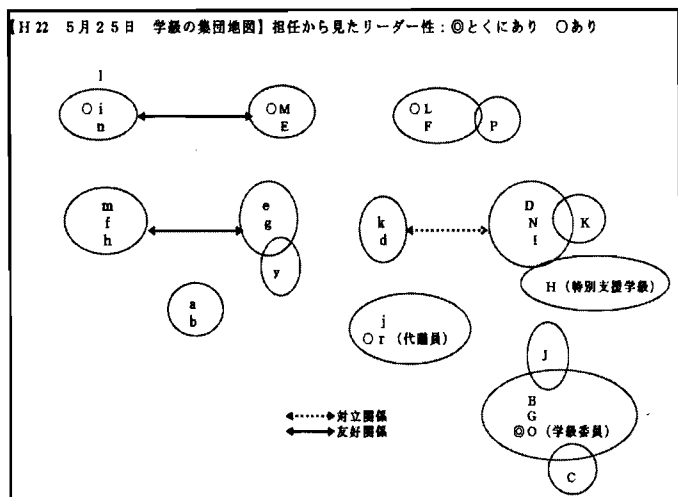 【H22 5月25日 学級の集団地図】担任から見たリーダー性:◎とくにあり ○あり
l
○i
n
○M
E
○L
F
P
m
f
h
e
g
y
k
d
D
N
I
K
H(特別支援学級)
a
b
j
○r(代議員)
J
B
G
◎O(学級委員)
C
対立関係
友好関係